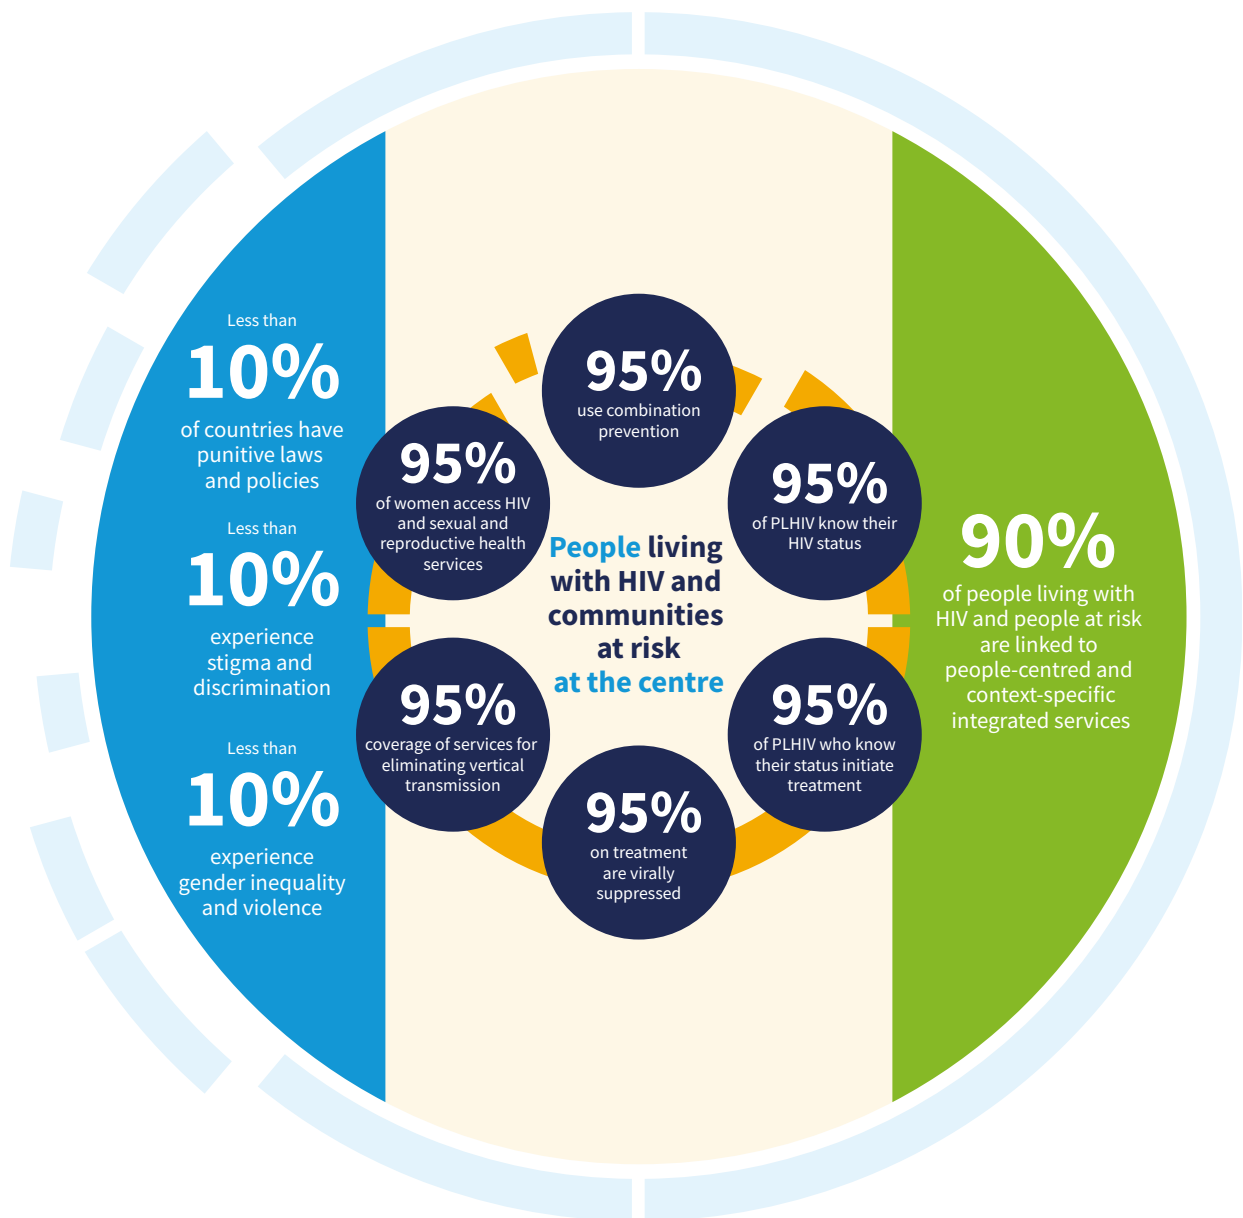 Less than
10%
of countries have
punitive laws
and policies
Less than
10%
experience
stigma and
discrimination
Less than
10%
experience
gender inequality
and violence
95%
use combination
prevention
95%
of women access HIV
and sexual and
reproductive health
services
95%
of PLHIV know their
HIV status
People living
with HIV and
communities
at risk
at the centre
95%
coverage of services for
eliminating vertical
transmission
95%
of PLHIV who know
their status initiate
treatment
95%
on treatment
are virally
suppressed
90%
of people living with
HIV and people at risk
are linked to
people-centred and
context-specific
integrated services